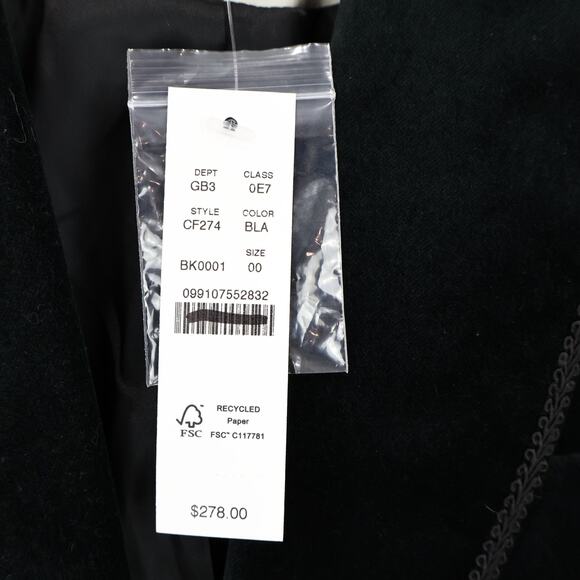 DEPT CLASS
GB3 0E7
STYLE COLOR
CF274 BLA
SIZE
BK0001 00
099107552832
RECYCLED
Paper
FSC™ C117781
FSC
$278.00